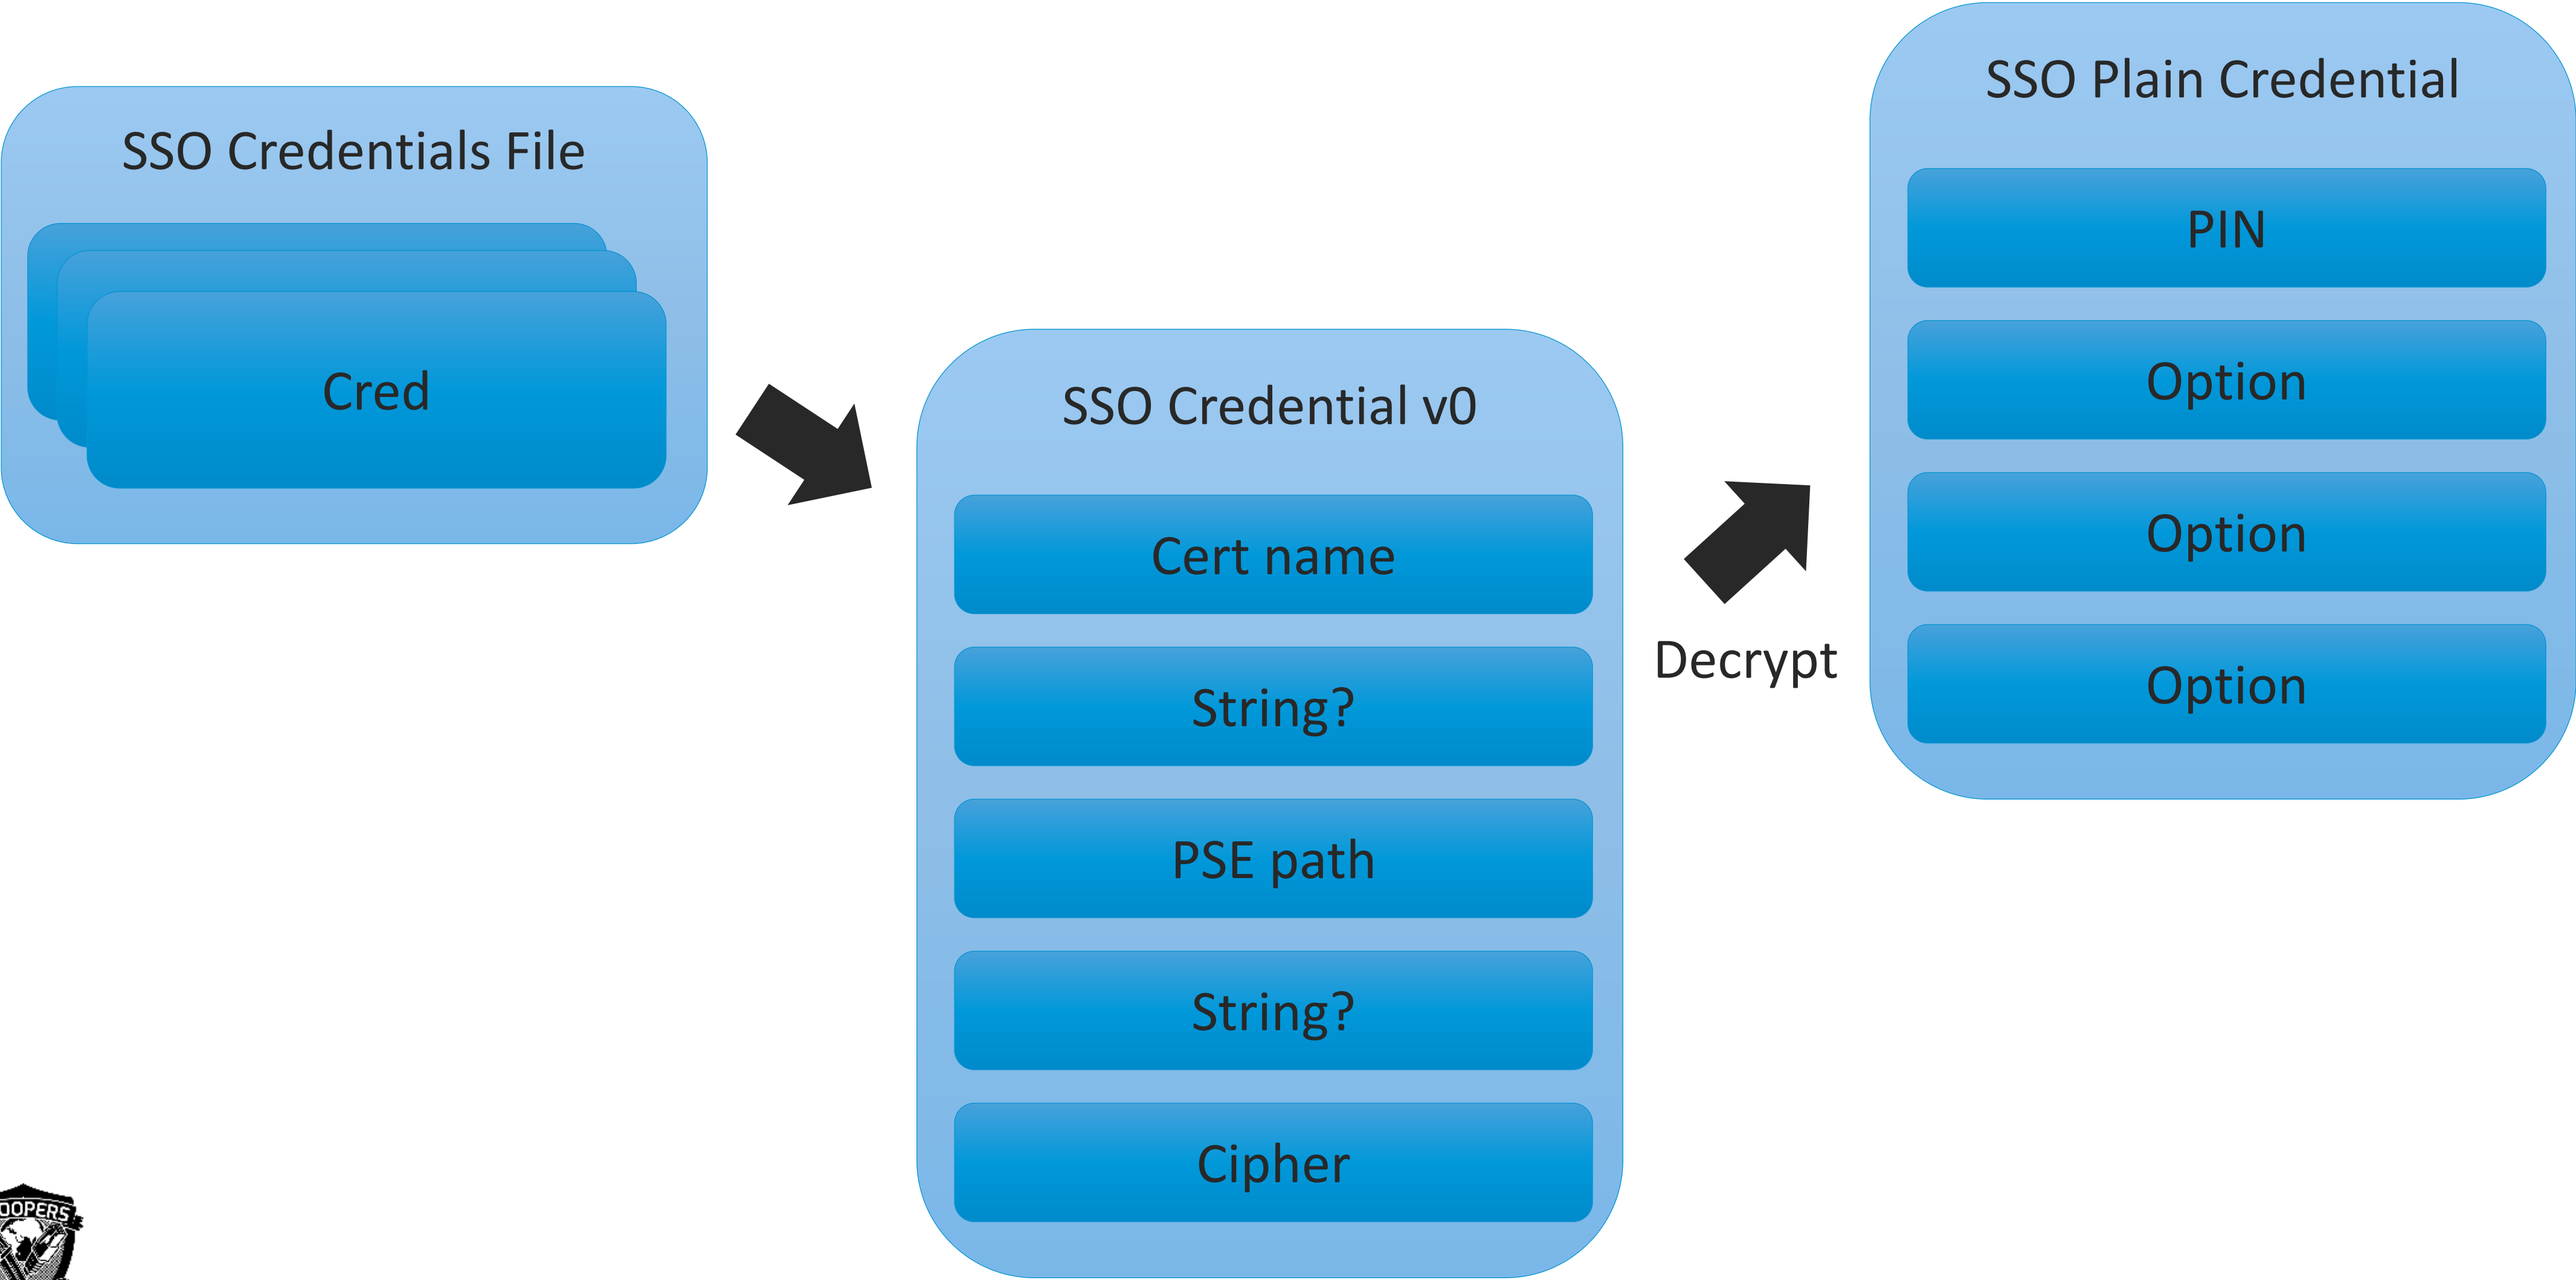 SSO Credentials File
Cred
SSO Credential v0
Cert name
String?
PSE path
String?
Cipher
Decrypt
SSO Plain Credential
PIN
Option
Option
Option